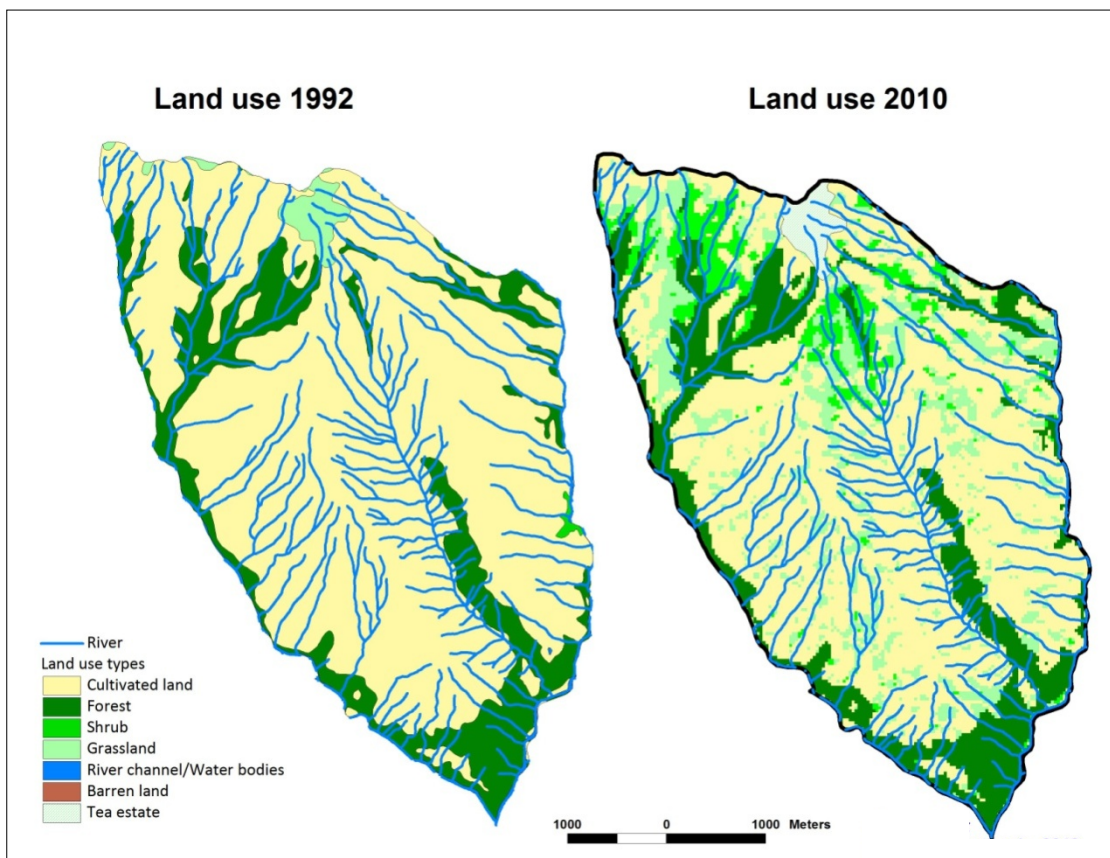 Land use 1992
Land use 2010
River
Land use types
Cultivated land
Forest
Shrub
Grassland
River channel/Water bodies
Barren land
Tea estate
1000 0 1000 Meters